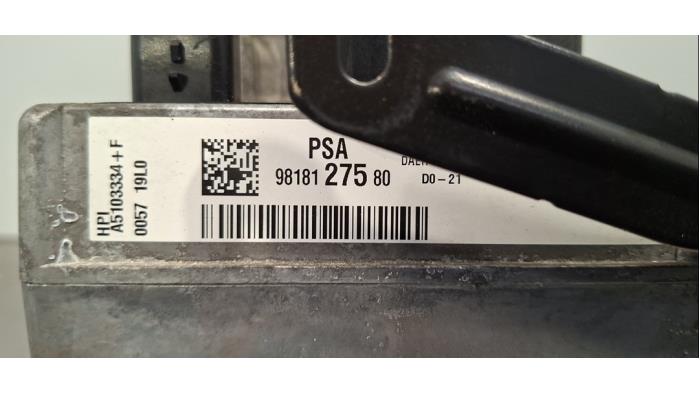 HPI
A5103334+F
0057 19L0
PSA
98181 275 80
D0-21